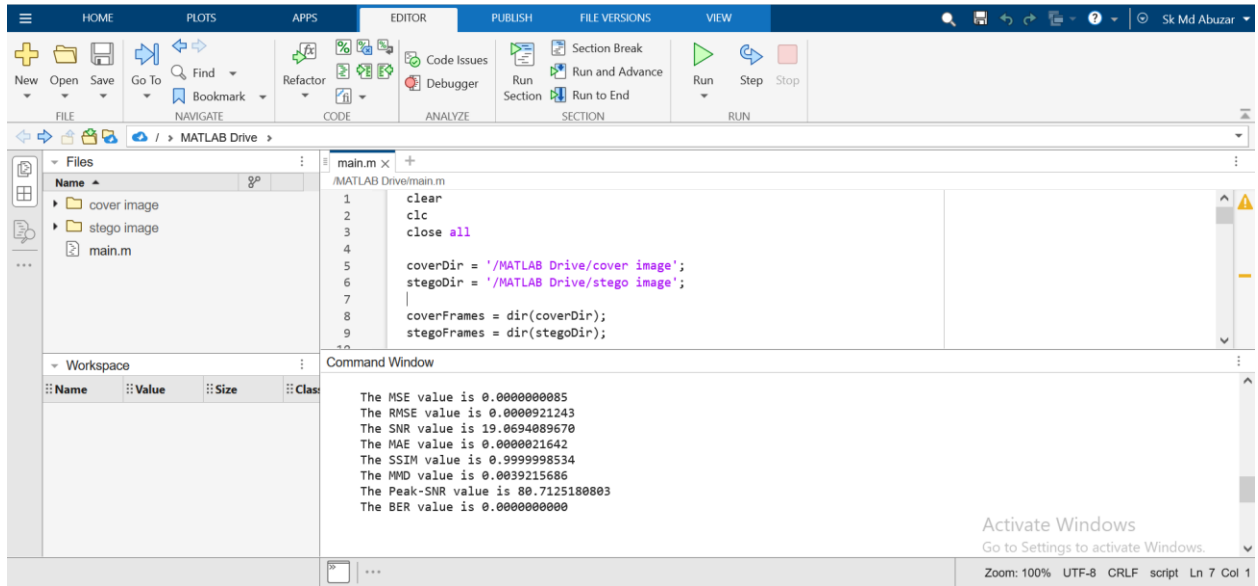 HOME PLOTS APPS EDITOR PUBLISH FILE VERSIONS VIEW Sk Md Abuzar
New Open Save
FILE
Go To Find Bookmark
NAVIGATE
Refactor
CODE
Code Issues
Debugger
ANALYZE
Run Section
Section Break
Run and Advance
Run to End
SECTION
Run Step Stop
RUN
/ > MATLAB Drive >
Files
Name
cover image
stego image
main.m
Workspace
Name Value Size Class
main.m
/MATLAB Drive/main.m
1 clear
2 clc
3 close all
4
5 coverDir = '/MATLAB Drive/cover image';
6 stegoDir = '/MATLAB Drive/stego image';
7
8 coverFrames = dir(coverDir);
9 stegoFrames = dir(stegoDir);
10
Command Window
The MSE value is 0.0000000085
The RMSE value is 0.0000921243
The SNR value is 19.0694089670
The MAE value is 0.0000021642
The SSIM value is 0.9999998534
The MMD value is 0.0039215686
The Peak-SNR value is 80.7125180803
The BER value is 0.0000000000
Activate Windows
Go to Settings to activate Windows.
Zoom: 100% UTF-8 CRLF script Ln 7 Col 1